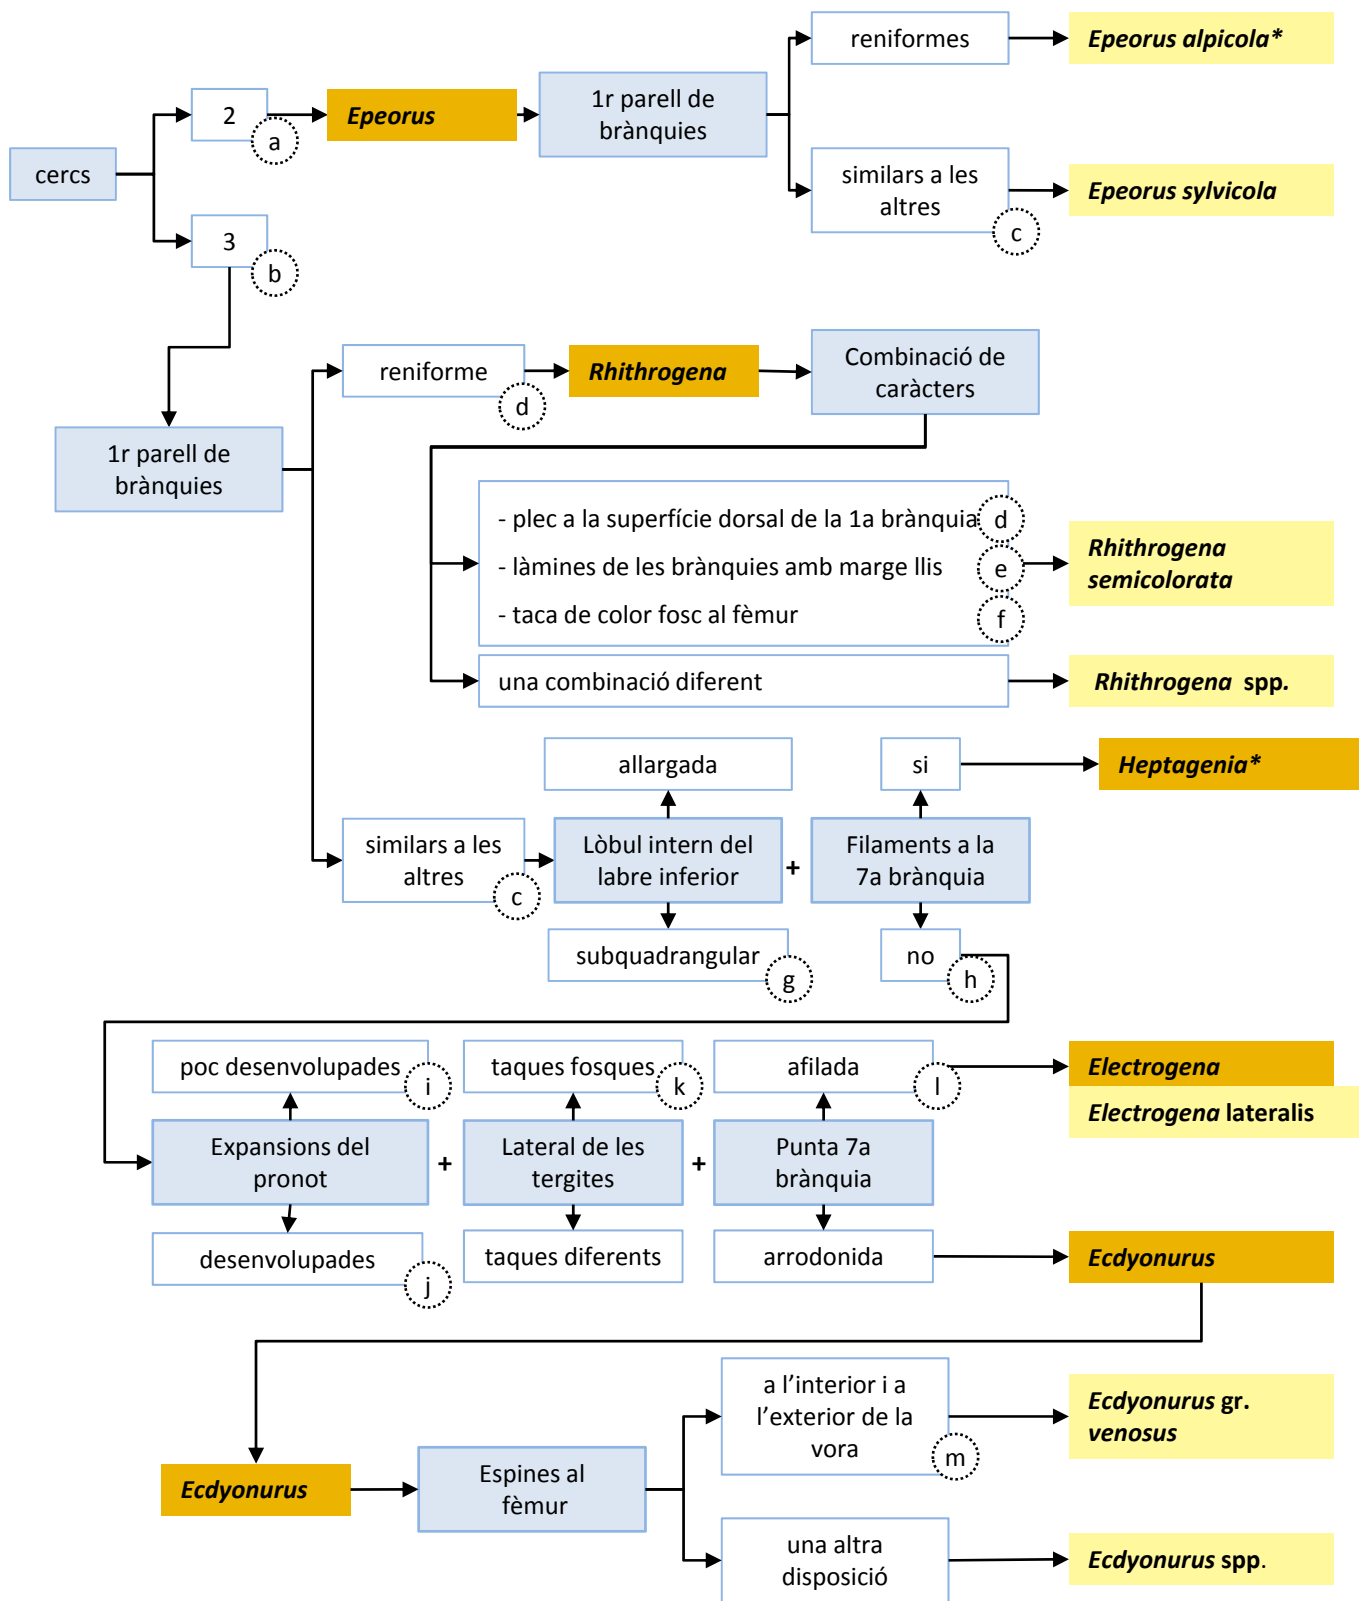 reniformes
Epeorus alpicola*
2
a
Epeorus
1r parell de
brànquies
cercs
similars a les
altres
c
Epeorus sylvicola
3
b
reniforme
d
Rhithrogena
Combinació de
caràcters
1r parell de
brànquies
- plec a la superfície dorsal de la 1a brànquia
d
- làmines de les brànquies amb marge llis
e
- taca de color fosc al fèmur
f
Rhithrogena
semicolorata
una combinació diferent
Rhithrogena spp.
allargada
si
Heptagenia*
similars a les
altres
c
Lòbul intern del
labre inferior
+
Filaments a la
7a brànquia
subquadrangular
g
no
h
poc desenvolupades
i
taques fosques
k
afilada
l
Electrogena
Electrogena lateralis
Expansions del
pronot
+
Lateral de les
tergites
+
Punta 7a
brànquia
desenvolupades
j
taques diferents
arrodonida
Ecdyonurus
a l’interior i a
l’exterior de la
vora
m
Ecdyonurus gr.
venosus
Ecdyonurus
Espines al
fèmur
una altra
disposició
Ecdyonurus spp.